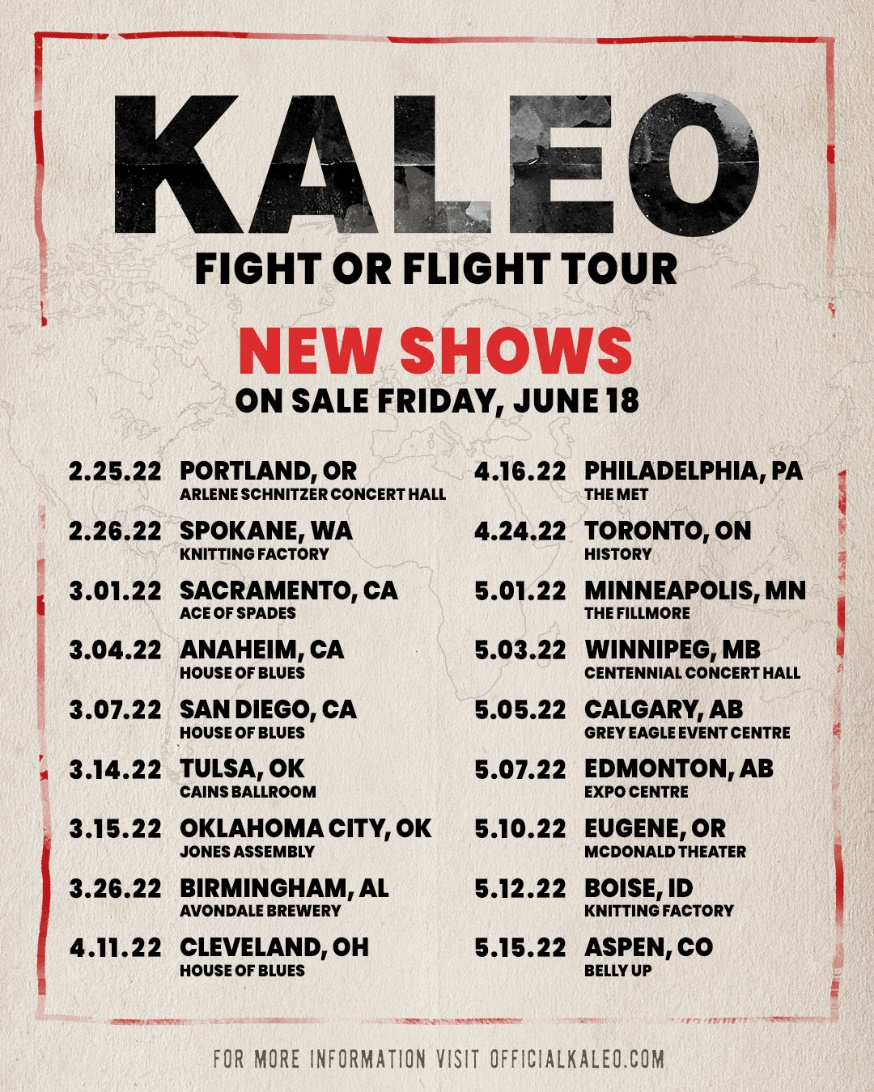 KALEO
FIGHT OR FLIGHT TOUR
NEW SHOWS
ON SALE FRIDAY, JUNE 18
2.25.22 PORTLAND, OR
ARLENE SCHNITZER CONCERT HALL
2.26.22 SPOKANE, WA
KNITTING FACTORY
3.01.22 SACRAMENTO, CA
ACE OF SPADES
3.04.22 ANAHEIM, CA
HOUSE OF BLUES
3.07.22 SAN DIEGO, CA
HOUSE OF BLUES
3.14.22 TULSA, OK
CAINS BALLROOM
3.15.22 OKLAHOMA CITY, OK
JONES ASSEMBLY
3.26.22 BIRMINGHAM, AL
AVONDALE BREWERY
4.11.22 CLEVELAND, OH
HOUSE OF BLUES
4.16.22 PHILADELPHIA, PA
THE MET
4.24.22 TORONTO, ON
HISTORY
5.01.22 MINNEAPOLIS, MN
THE FILLMORE
5.03.22 WINNIPEG, MB
CENTENNIAL CONCERT HALL
5.05.22 CALGARY, AB
GREY EAGLE EVENT CENTRE
5.07.22 EDMONTON, AB
EXPO CENTRE
5.10.22 EUGENE, OR
MCDONALD THEATER
5.12.22 BOISE, ID
KNITTING FACTORY
5.15.22 ASPEN, CO
BELLY UP
FOR MORE INFORMATION VISIT OFFICIALKALEO.COM